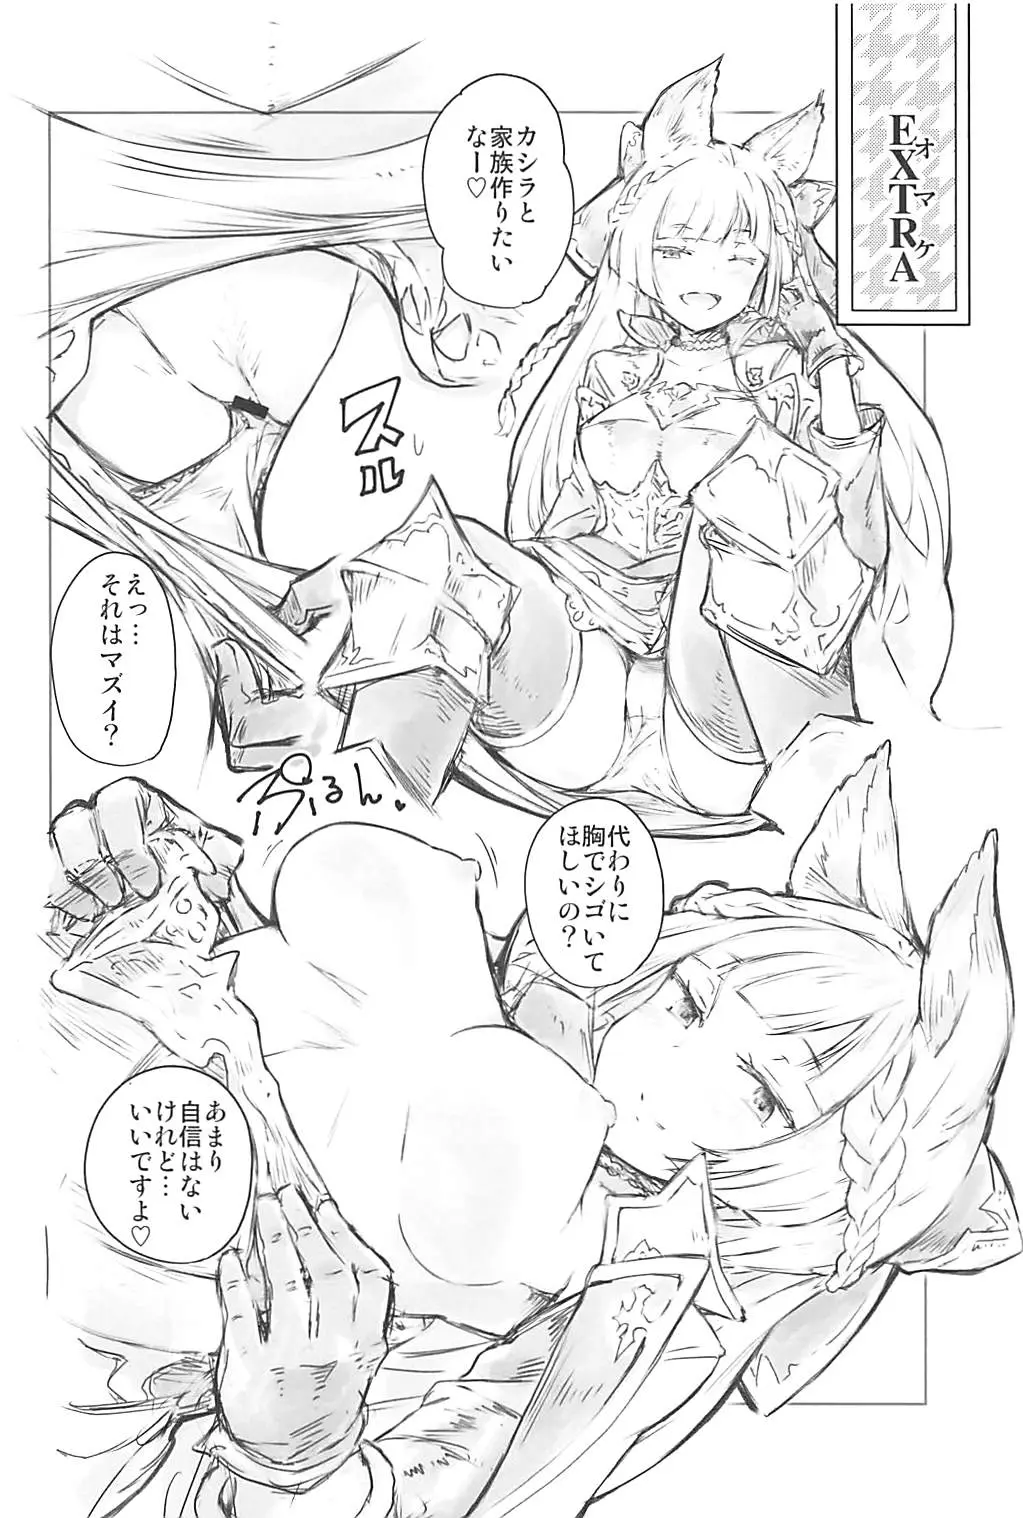 EXTRA
オマケ
カシラと
家族作りたい
なー♡
ズル
えっ…
それはマズイ?
ぷるん♥
代わりに
胸でシゴいて
ほしいの?
あまり
自信はない
けれど…
いいですよ♡